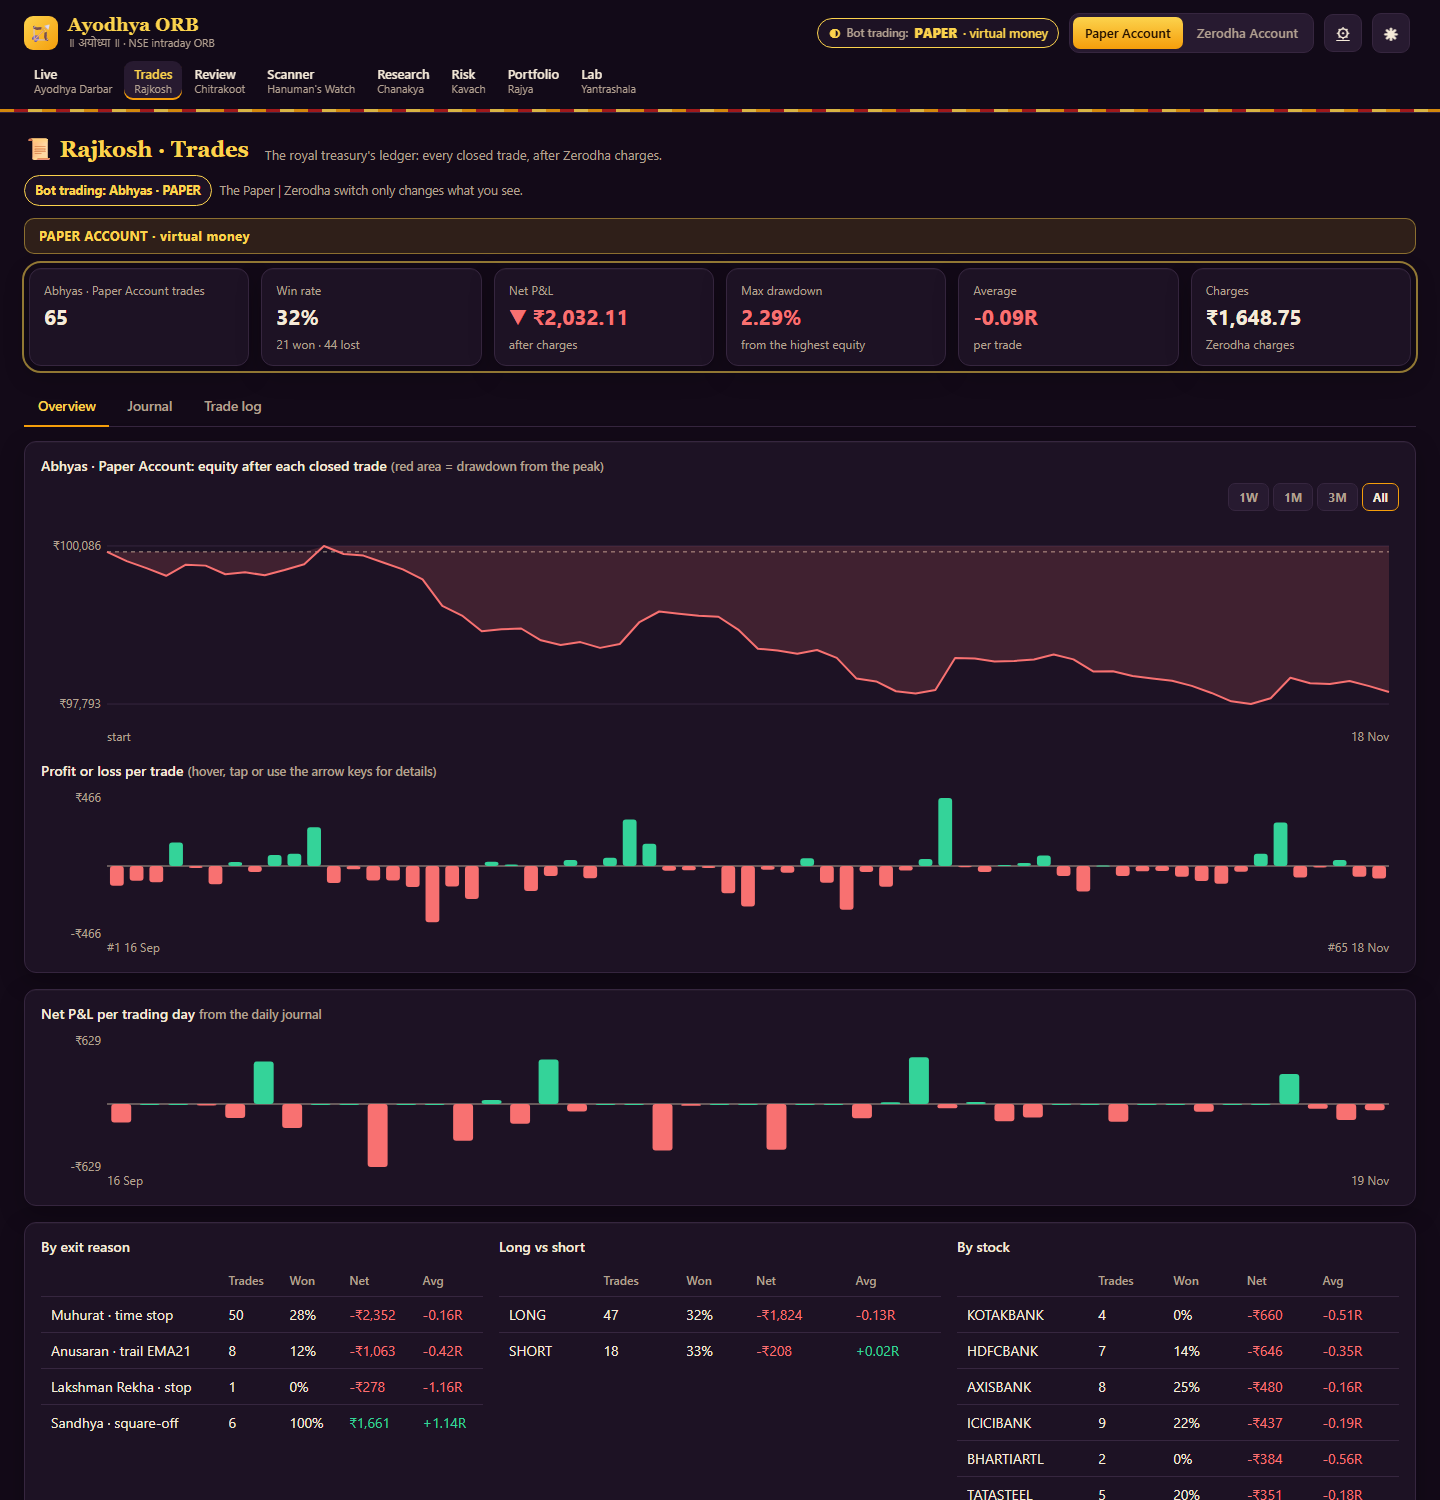 Ayodhya ORB
॥ अयोध्या ॥ · NSE intraday ORB
Bot trading: PAPER · virtual money
Paper Account
Zerodha Account
Live
Ayodhya Darbar
Trades
Rajkosh
Review
Chitrakoot
Scanner
Hanuman's Watch
Research
Chanakya
Risk
Kavach
Portfolio
Rajya
Lab
Yantrashala
Rajkosh · Trades
The royal treasury's ledger: every closed trade, after Zerodha charges.
Bot trading: Abhyas · PAPER
The Paper | Zerodha switch only changes what you see.
PAPER ACCOUNT · virtual money
Abhyas · Paper Account trades
65
Win rate
32%
21 won · 44 lost
Net P&L
▼ ₹2,032.11
after charges
Max drawdown
2.29%
from the highest equity
Average
-0.09R
per trade
Charges
₹1,648.75
Zerodha charges
Overview
Journal
Trade log
Abhyas · Paper Account: equity after each closed trade (red area = drawdown from the peak)
1W
1M
3M
All
₹100,086
₹97,793
start
18 Nov
Profit or loss per trade (hover, tap or use the arrow keys for details)
₹466
-₹466
#1 16 Sep
#65 18 Nov
Net P&L per trading day from the daily journal
₹629
-₹629
16 Sep
19 Nov
By exit reason
Trades Won Net Avg
Muhurat · time stop 50 28% -₹2,352 -0.16R
Anusaran · trail EMA21 8 12% -₹1,063 -0.42R
Lakshman Rekha · stop 1 0% -₹278 -1.16R
Sandhya · square-off 6 100% ₹1,661 +1.14R
Long vs short
Trades Won Net Avg
LONG 47 32% -₹1,824 -0.13R
SHORT 18 33% -₹208 +0.02R
By stock
Trades Won Net Avg
KOTAKBANK 4 0% -₹660 -0.51R
HDFCBANK 7 14% -₹646 -0.35R
AXISBANK 8 25% -₹480 -0.16R
ICICIBANK 9 22% -₹437 -0.19R
BHARTIARTL 2 0% -₹384 -0.56R
TATASTEEL 5 20% -₹351 -0.18R